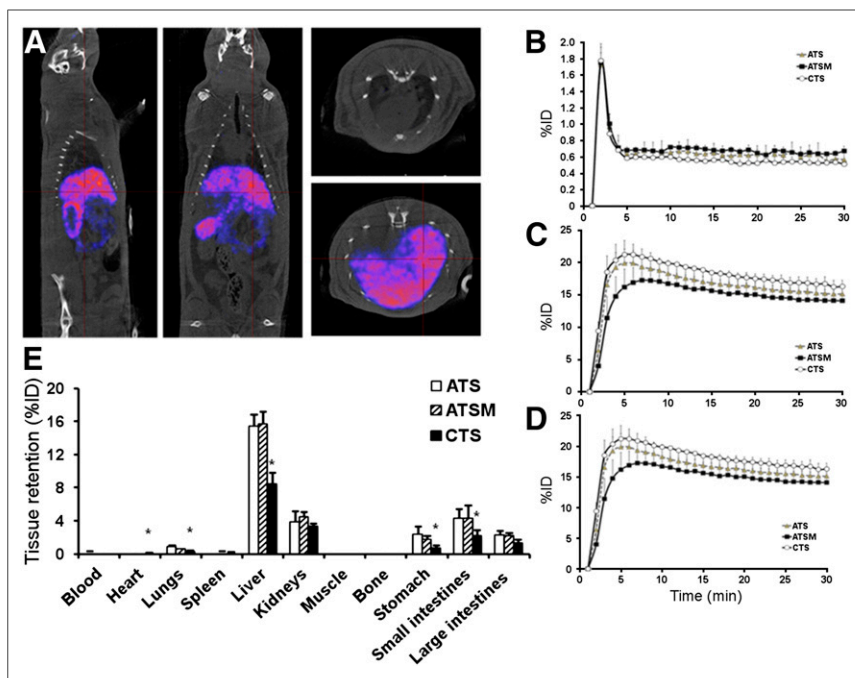 A
B
2.0
1.8
1.6
1.4
1.2
1.0
0.8
0.6
0.4
0.2
0
%ID
ATS
ATSM
CTS
0 5 10 15 20 25 30
C
25
20
15
10
5
0
%ID
ATS
ATSM
CTS
0 5 10 15 20 25 30
D
25
20
15
10
5
0
%ID
ATS
ATSM
CTS
0 5 10 15 20 25 30
Time (min)
E
20
16
12
8
4
0
Tissue retention (%ID)
ATS
ATSM
CTS
* * * * *
Blood
Heart
Lungs
Spleen
Liver
Kidneys
Muscle
Bone
Stomach
Small intestines
Large intestines